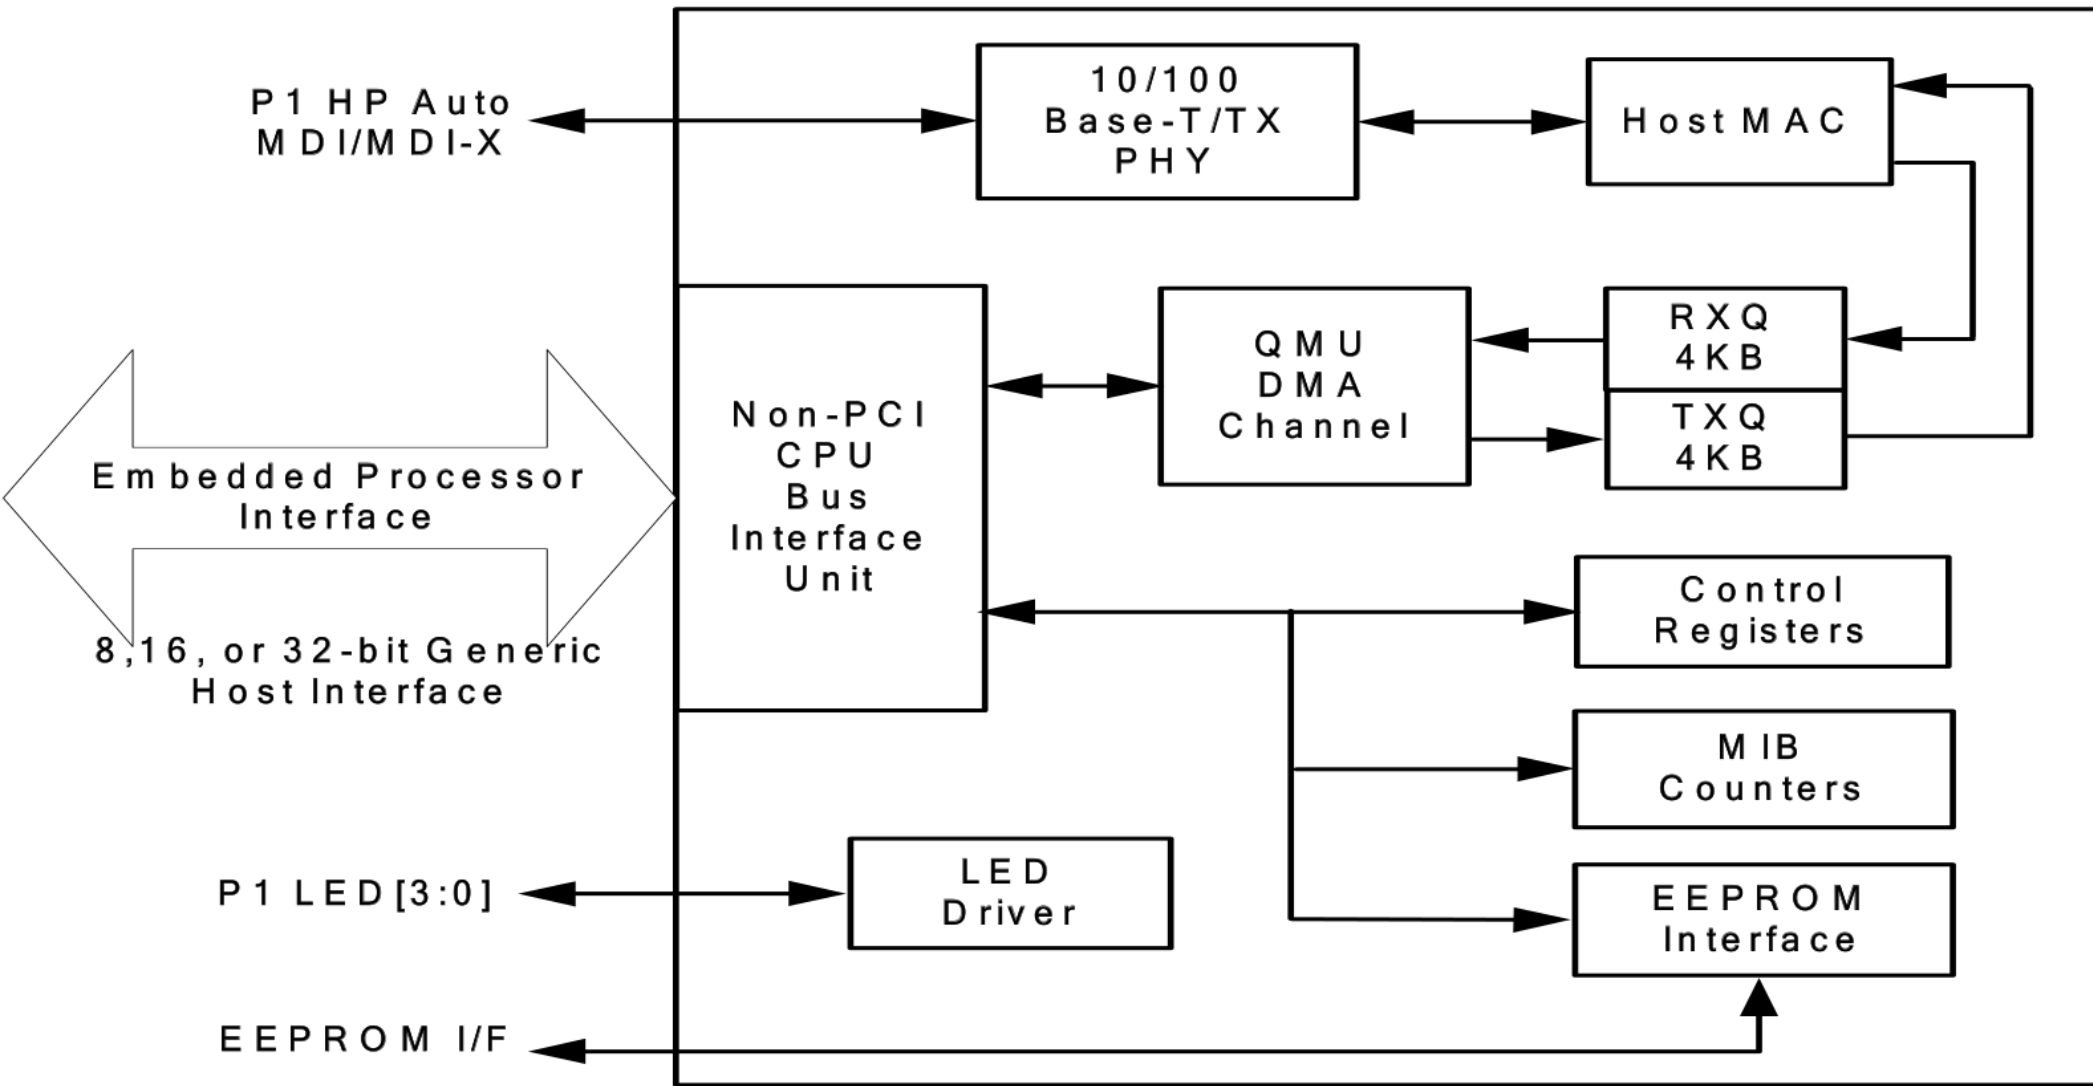 P1 HP Auto
MDI/MDI-X
10/100
Base-T/TX
PHY
Host MAC
Embedded Processor
Interface
8,16, or 32-bit Generic
Host Interface
Non-PCI
CPU
Bus
Interface
Unit
QMU
DMA
Channel
RXQ
4KB
TXQ
4KB
Control
Registers
MIB
Counters
P1 LED[3:0]
LED
Driver
EEPROM
Interface
EEPROM I/F